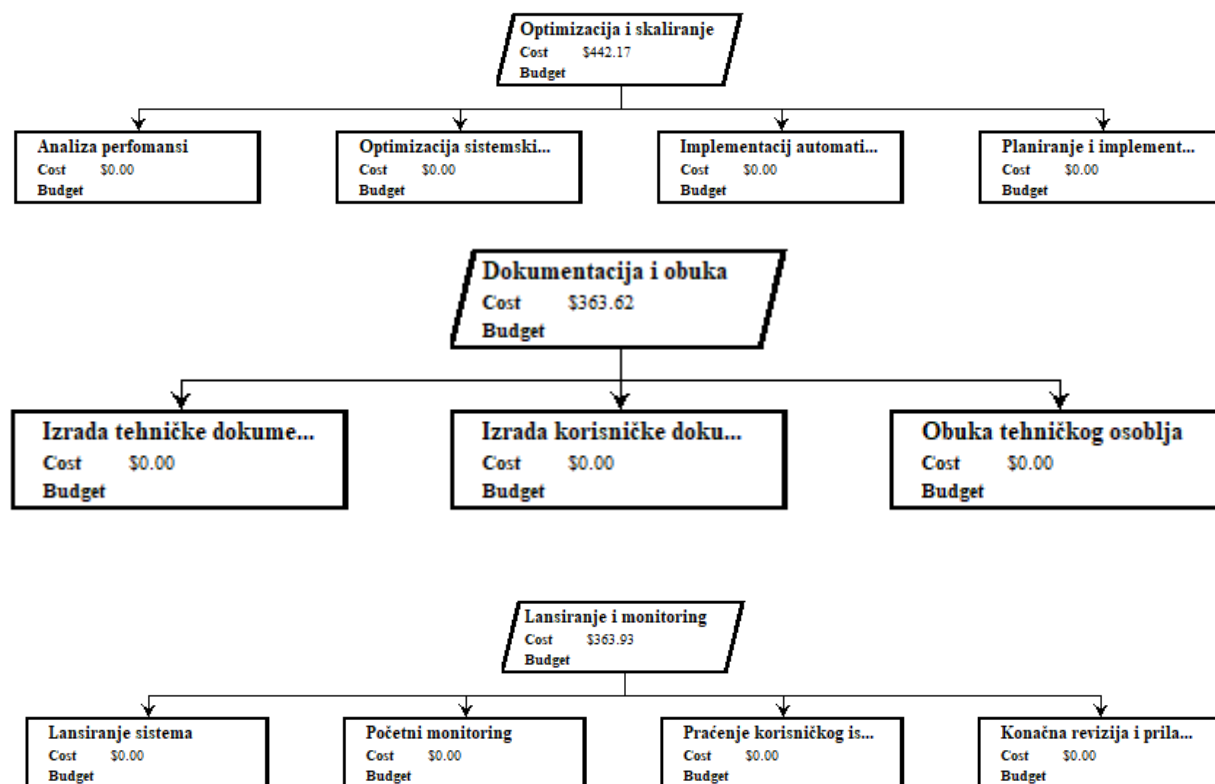 Optimizacija i skaliranje
Cost $442.17
Budget
Analiza perfomansi
Cost $0.00
Budget
Optimizacija sistemski...
Cost $0.00
Budget
Implementacij automati...
Cost $0.00
Budget
Planiranje i implement...
Cost $0.00
Budget
Dokumentacija i obuka
Cost $363.62
Budget
Izrada tehničke dokume...
Cost $0.00
Budget
Izrada korisničke doku...
Cost $0.00
Budget
Obuka tehničkog osoblja
Cost $0.00
Budget
Lansiranje i monitoring
Cost $363.93
Budget
Lansiranje sistema
Cost $0.00
Budget
Početni monitoring
Cost $0.00
Budget
Praćenje korisničkog is...
Cost $0.00
Budget
Konačna revizija i prila...
Cost $0.00
Budget